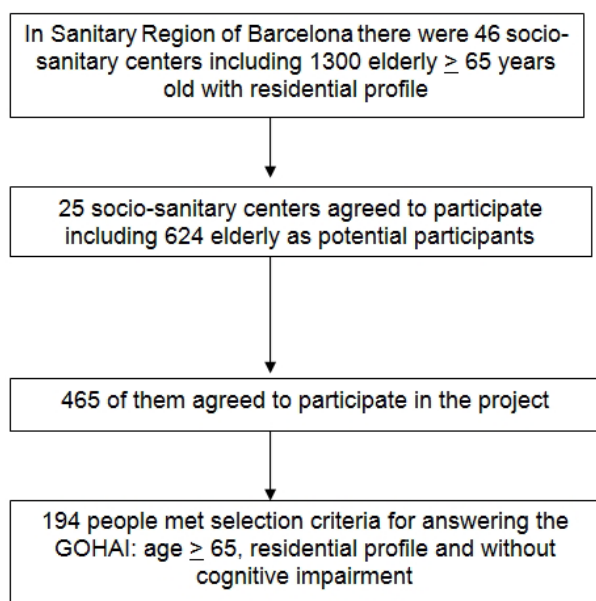 In Sanitary Region of Barcelona there were 46 socio-
sanitary centers including 1300 elderly ≥ 65 years
old with residential profile
25 socio-sanitary centers agreed to participate
including 624 elderly as potential participants
465 of them agreed to participate in the project
194 people met selection criteria for answering the
GOHAI: age ≥ 65, residential profile and without
cognitive impairment